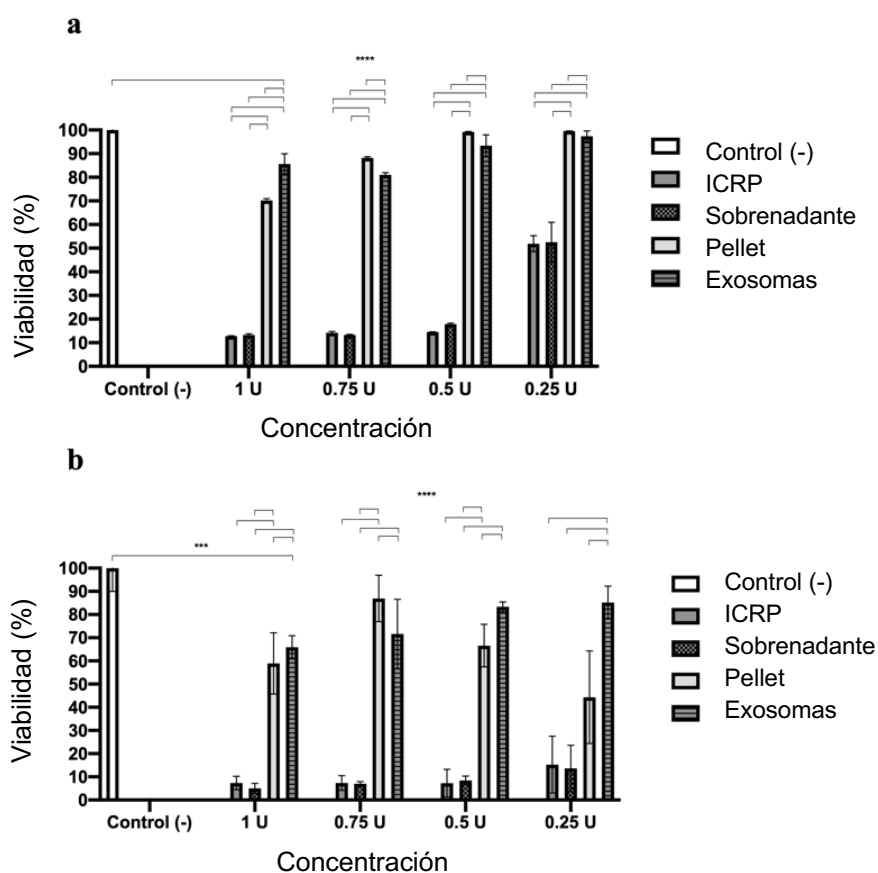 a
****
100
90
80
70
60
50
40
30
20
10
0
Viabilidad (%)
Control (-)
1 U
0.75 U
0.5 U
0.25 U
Concentración
Control (-)
ICRP
Sobrenadante
Pellet
Exosomas
b
****
***
100
90
80
70
60
50
40
30
20
10
0
Viabilidad (%)
Control (-)
1 U
0.75 U
0.5 U
0.25 U
Concentración
Control (-)
ICRP
Sobrenadante
Pellet
Exosomas